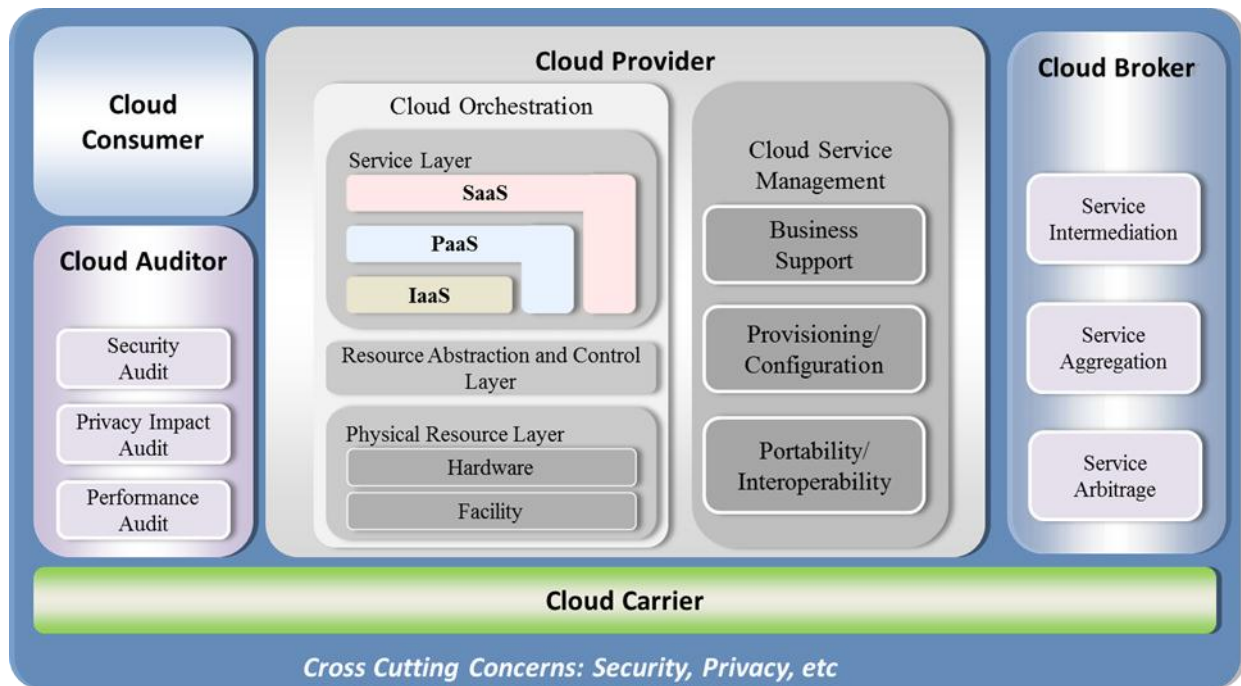 Cloud
Consumer
Cloud Auditor
Security
Audit
Privacy Impact
Audit
Performance
Audit
Cloud Provider
Cloud Orchestration
Service Layer
SaaS
PaaS
IaaS
Resource Abstraction and Control
Layer
Physical Resource Layer
Hardware
Facility
Cloud Service
Management
Business
Support
Provisioning/
Configuration
Portability/
Interoperability
Cloud Broker
Service
Intermediation
Service
Aggregation
Service
Arbitrage
Cloud Carrier
Cross Cutting Concerns: Security, Privacy, etc